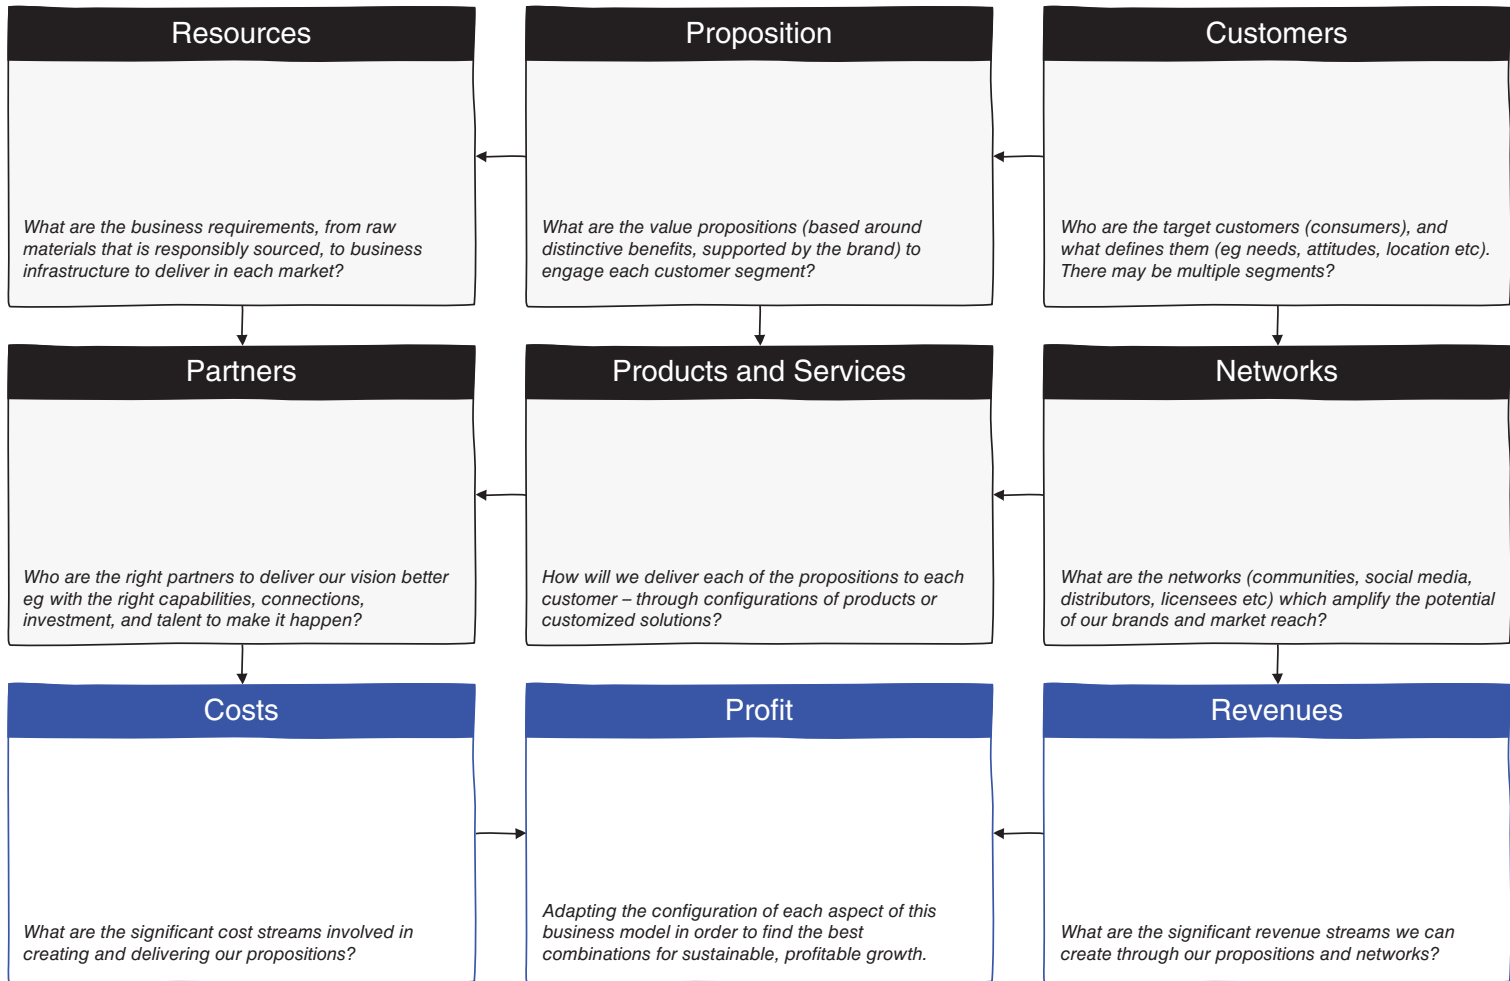 Resources
What are the business requirements, from raw
materials that is responsibly sourced, to business
infrastructure to deliver in each market?
Proposition
What are the value propositions (based around
distinctive benefits, supported by the brand) to
engage each customer segment?
Customers
Who are the target customers (consumers), and
what defines them (eg needs, attitudes, location etc).
There may be multiple segments?
Partners
Who are the right partners to deliver our vision better
eg with the right capabilities, connections,
investment, and talent to make it happen?
Products and Services
How will we deliver each of the propositions to each
customer – through configurations of products or
customized solutions?
Networks
What are the networks (communities, social media,
distributors, licensees etc) which amplify the potential
of our brands and market reach?
Costs
What are the significant cost streams involved in
creating and delivering our propositions?
Profit
Adapting the configuration of each aspect of this
business model in order to find the best
combinations for sustainable, profitable growth.
Revenues
What are the significant revenue streams we can
create through our propositions and networks?